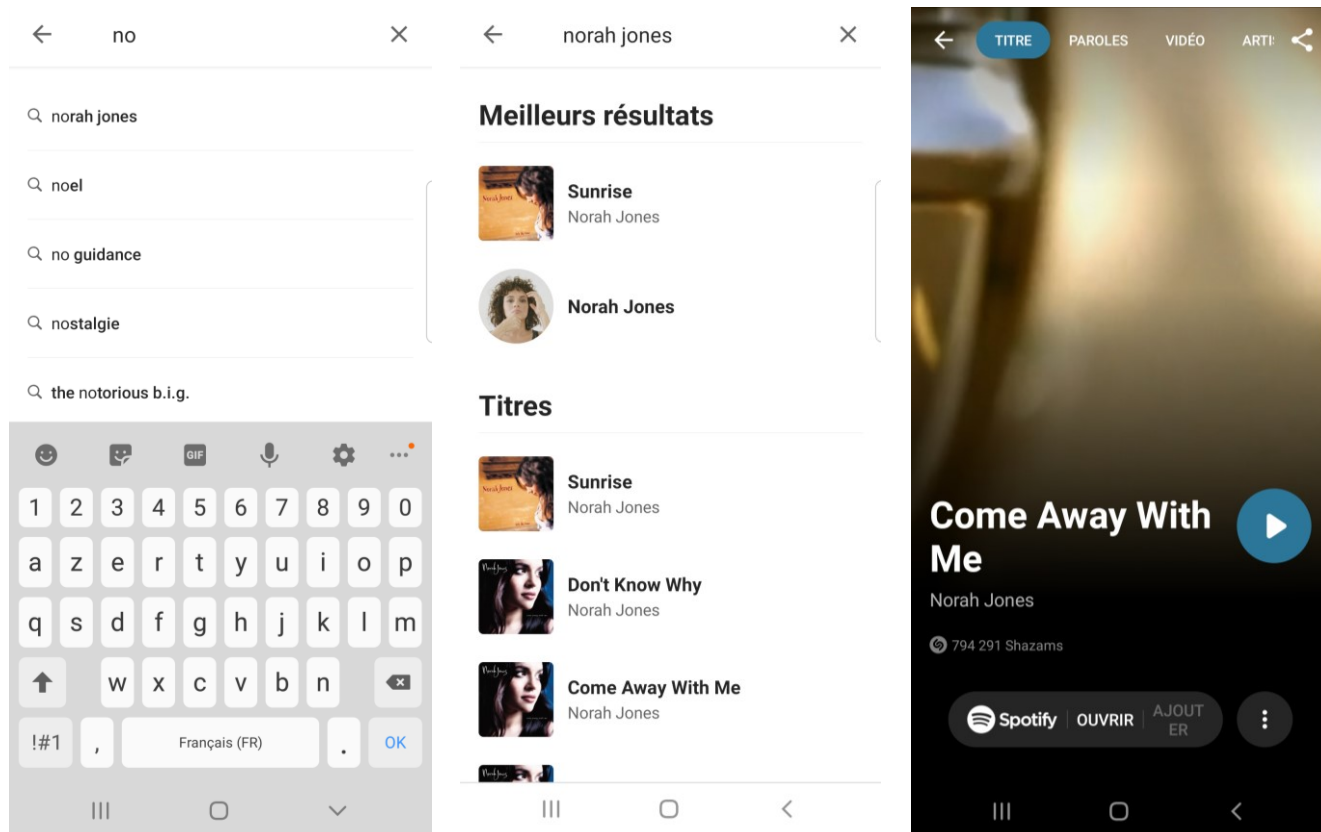 no
norah jones
noel
no guidance
nostalgie
the notorious b.i.g.
GIF
1 2 3 4 5 6 7 8 9 0
a z e r t y u i o p
q s d f g h j k l m
w x c v b n
!#1 , Français (FR) . OK
norah jones
Meilleurs résultats
Sunrise
Norah Jones
Norah Jones
Titres
Sunrise
Norah Jones
Don't Know Why
Norah Jones
Come Away With Me
Norah Jones
TITRE PAROLES VIDÉO ARTI
Come Away With
Me
Norah Jones
794 291 Shazams
Spotify OUVRIR AJOUT
ER